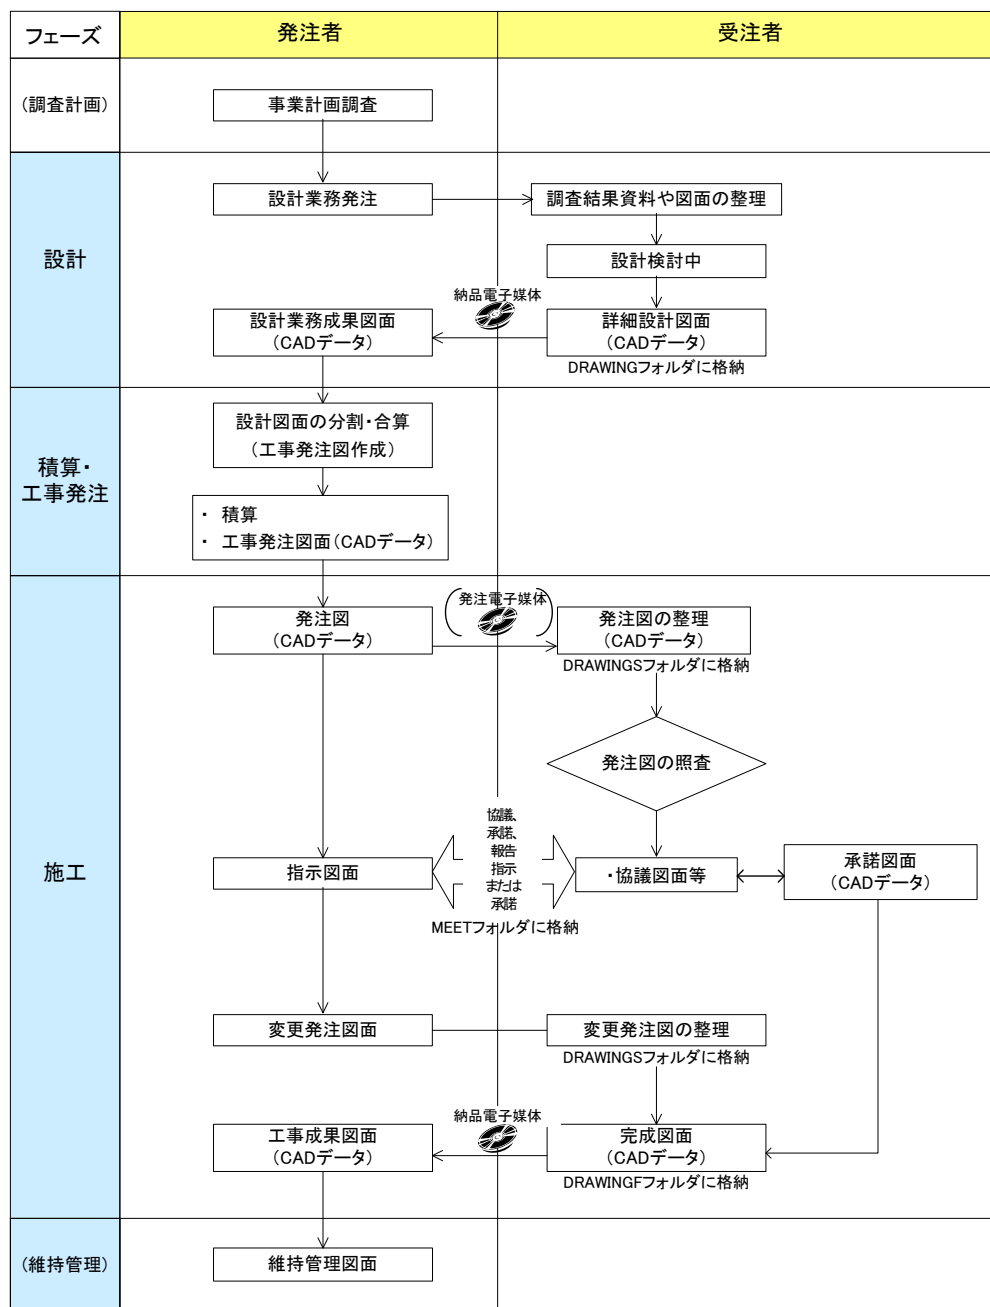 フェーズ
発注者
受注者
(調査計画)
事業計画調査
設計
設計業務発注
調査結果資料や図面の整理
設計検討中
納品電子媒体
設計業務成果図面
(CADデータ)
詳細設計図面
(CADデータ)
DRAWINGフォルダに格納
積算・
工事発注
設計図面の分割・合算
(工事発注図作成)
・ 積算
・ 工事発注図面(CADデータ)
施工
発注図
(CADデータ)
発注電子媒体
発注図の整理
(CADデータ)
DRAWINGSフォルダに格納
発注図の照査
協議、
承諾、
報告
指示
または
承諾
指示図面
・協議図面等
承諾図面
(CADデータ)
MEETフォルダに格納
変更発注図面
変更発注図の整理
DRAWINGSフォルダに格納
納品電子媒体
工事成果図面
(CADデータ)
完成図面
(CADデータ)
DRAWINGFフォルダに格納
(維持管理)
維持管理図面